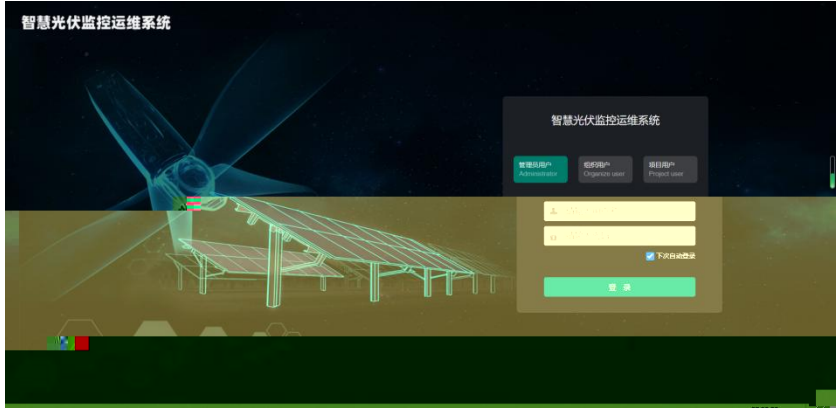 智慧光伏监控运维系统
智慧光伏监控运维系统
管理员用户 组织用户 项目用户
Administrator Organize user Project user
下次自动登录
登 录